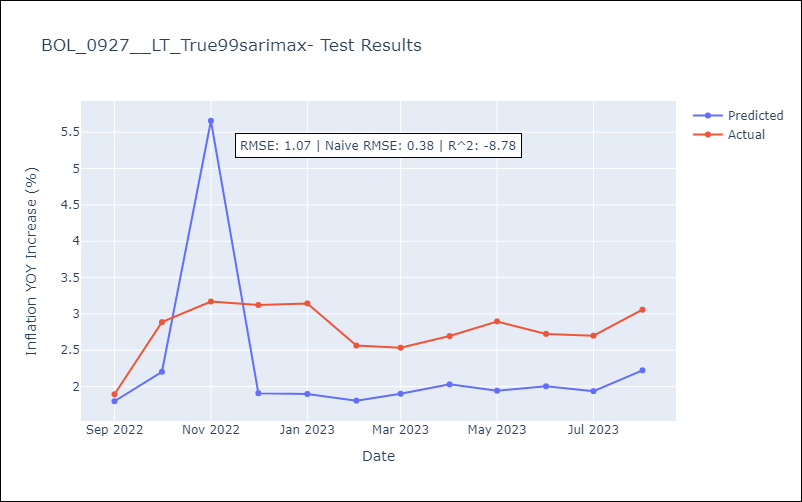 BOL_0927__LT_True99sarimax- Test Results
Predicted
Actual
RMSE: 1.07 | Naive RMSE: 0.38 | R^2: -8.78
Inflation YOY Increase (%)
5.5
5
4.5
4
3.5
3
2.5
2
Sep 2022
Nov 2022
Jan 2023
Mar 2023
May 2023
Jul 2023
Date